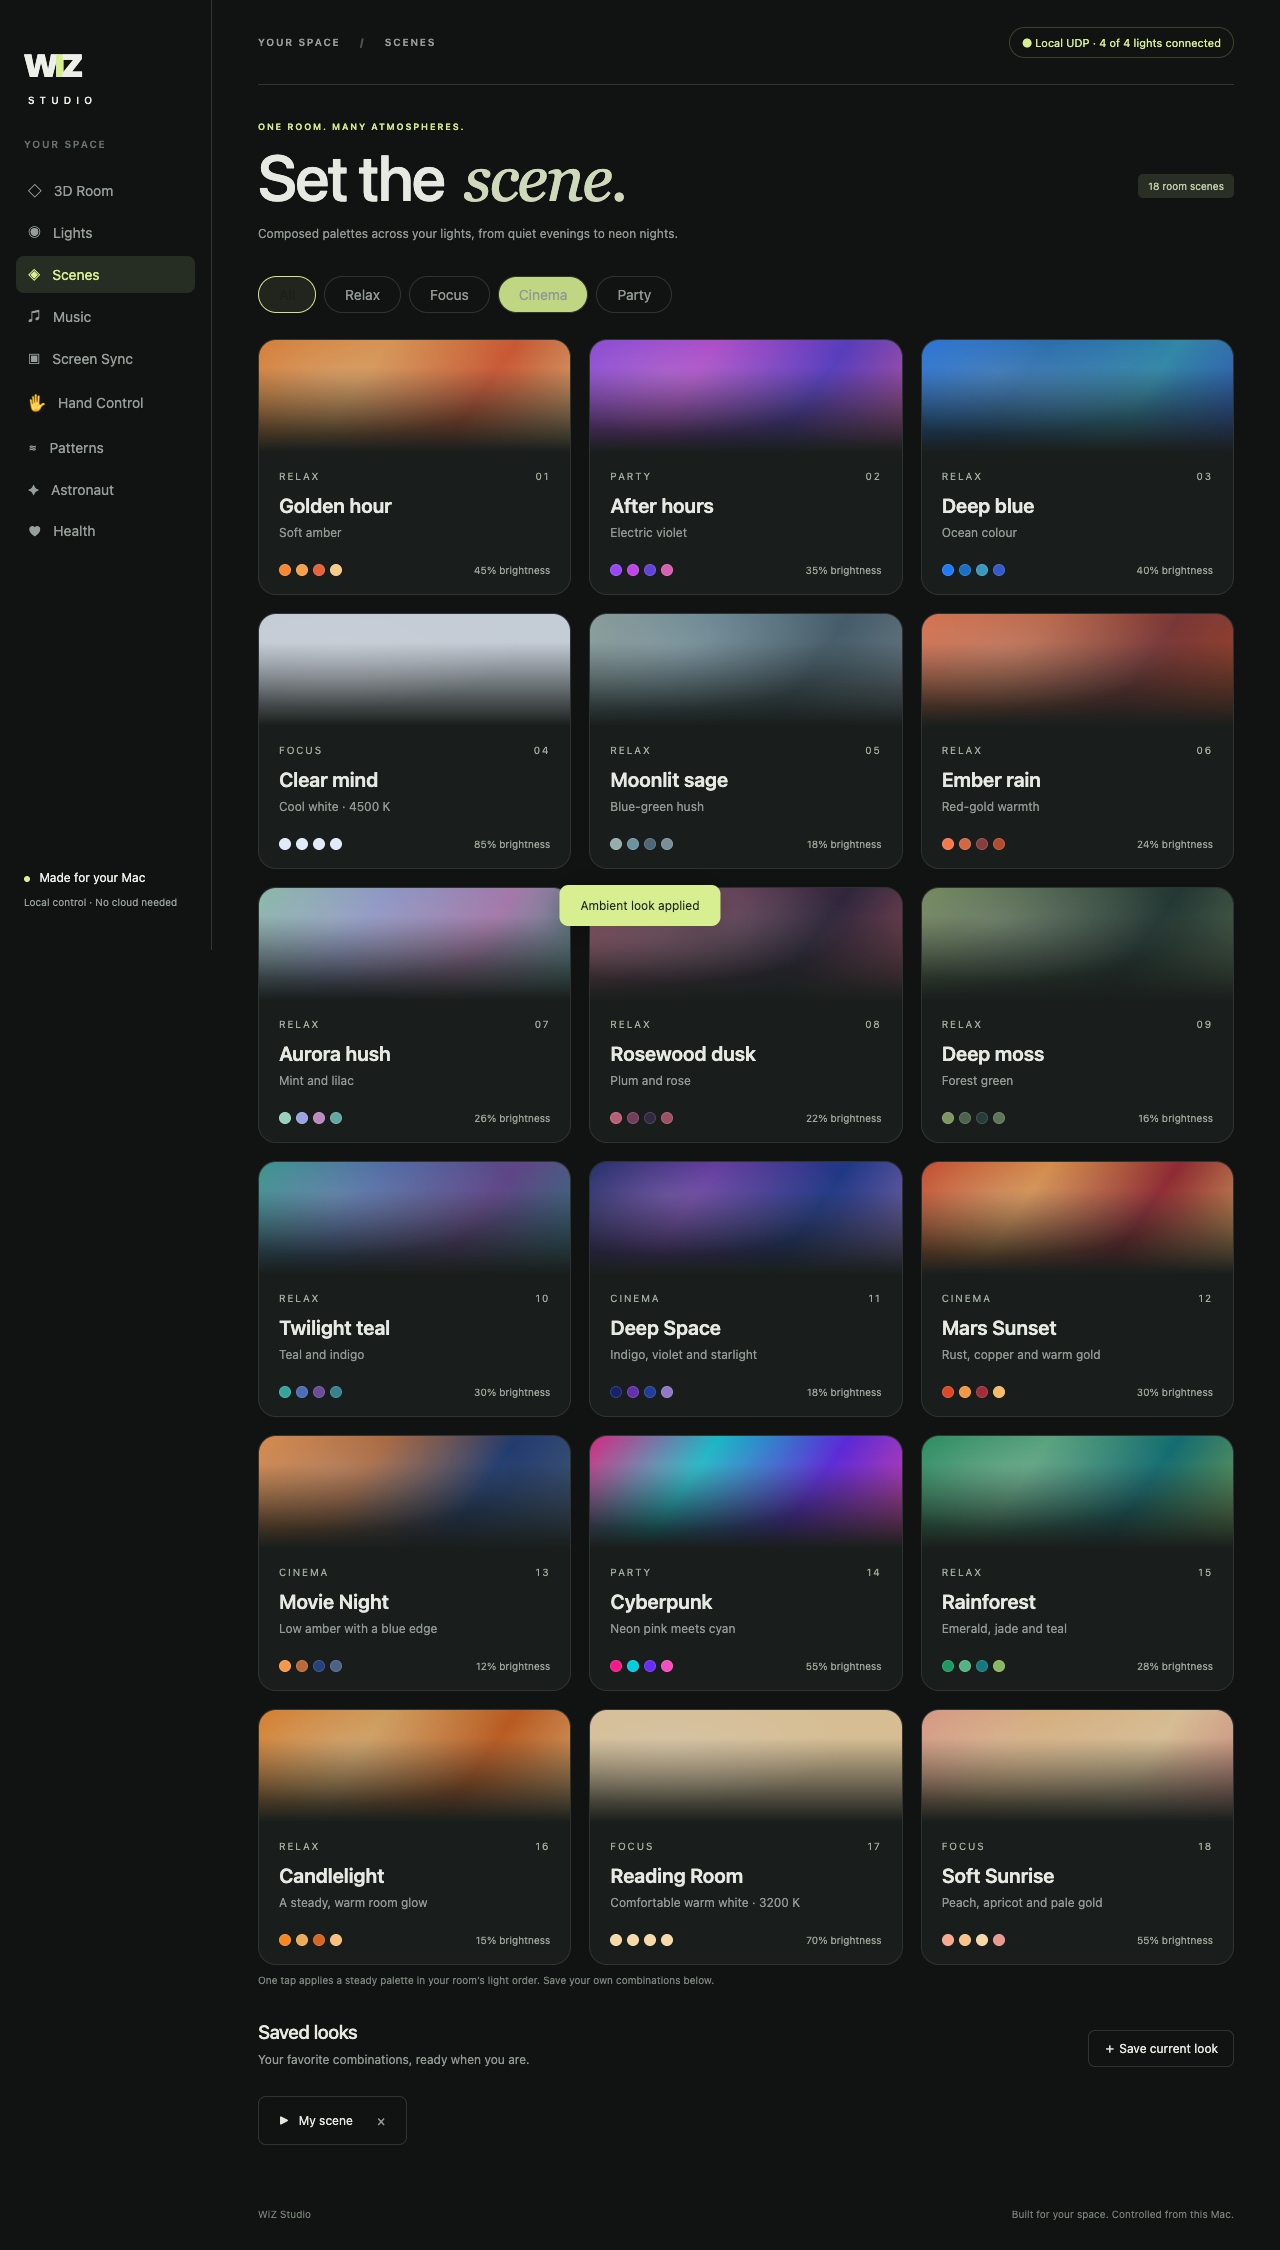 WiZ
STUDIO
YOUR SPACE
3D Room
Lights
Scenes
Music
Screen Sync
Hand Control
Patterns
Astronaut
Health
Made for your Mac
Local control · No cloud needed
YOUR SPACE / SCENES
Local UDP · 4 of 4 lights connected
ONE ROOM. MANY ATMOSPHERES.
Set the scene.
18 room scenes
Composed palettes across your lights, from quiet evenings to neon nights.
All Relax Focus Cinema Party
RELAX 01
Golden hour
Soft amber
45% brightness
PARTY 02
After hours
Electric violet
35% brightness
RELAX 03
Deep blue
Ocean colour
40% brightness
FOCUS 04
Clear mind
Cool white · 4500 K
85% brightness
RELAX 05
Moonlit sage
Blue-green hush
18% brightness
RELAX 06
Ember rain
Red-gold warmth
24% brightness
Ambient look applied
RELAX 07
Aurora hush
Mint and lilac
26% brightness
RELAX 08
Rosewood dusk
Plum and rose
22% brightness
RELAX 09
Deep moss
Forest green
16% brightness
RELAX 10
Twilight teal
Teal and indigo
30% brightness
CINEMA 11
Deep Space
Indigo, violet and starlight
18% brightness
CINEMA 12
Mars Sunset
Rust, copper and warm gold
30% brightness
CINEMA 13
Movie Night
Low amber with a blue edge
12% brightness
PARTY 14
Cyberpunk
Neon pink meets cyan
55% brightness
RELAX 15
Rainforest
Emerald, jade and teal
28% brightness
RELAX 16
Candlelight
A steady, warm room glow
15% brightness
FOCUS 17
Reading Room
Comfortable warm white · 3200 K
70% brightness
FOCUS 18
Soft Sunrise
Peach, apricot and pale gold
55% brightness
One tap applies a steady palette in your room's light order. Save your own combinations below.
Saved looks
Your favorite combinations, ready when you are.
+ Save current look
▶ My scene ×
WiZ Studio
Built for your space. Controlled from this Mac.